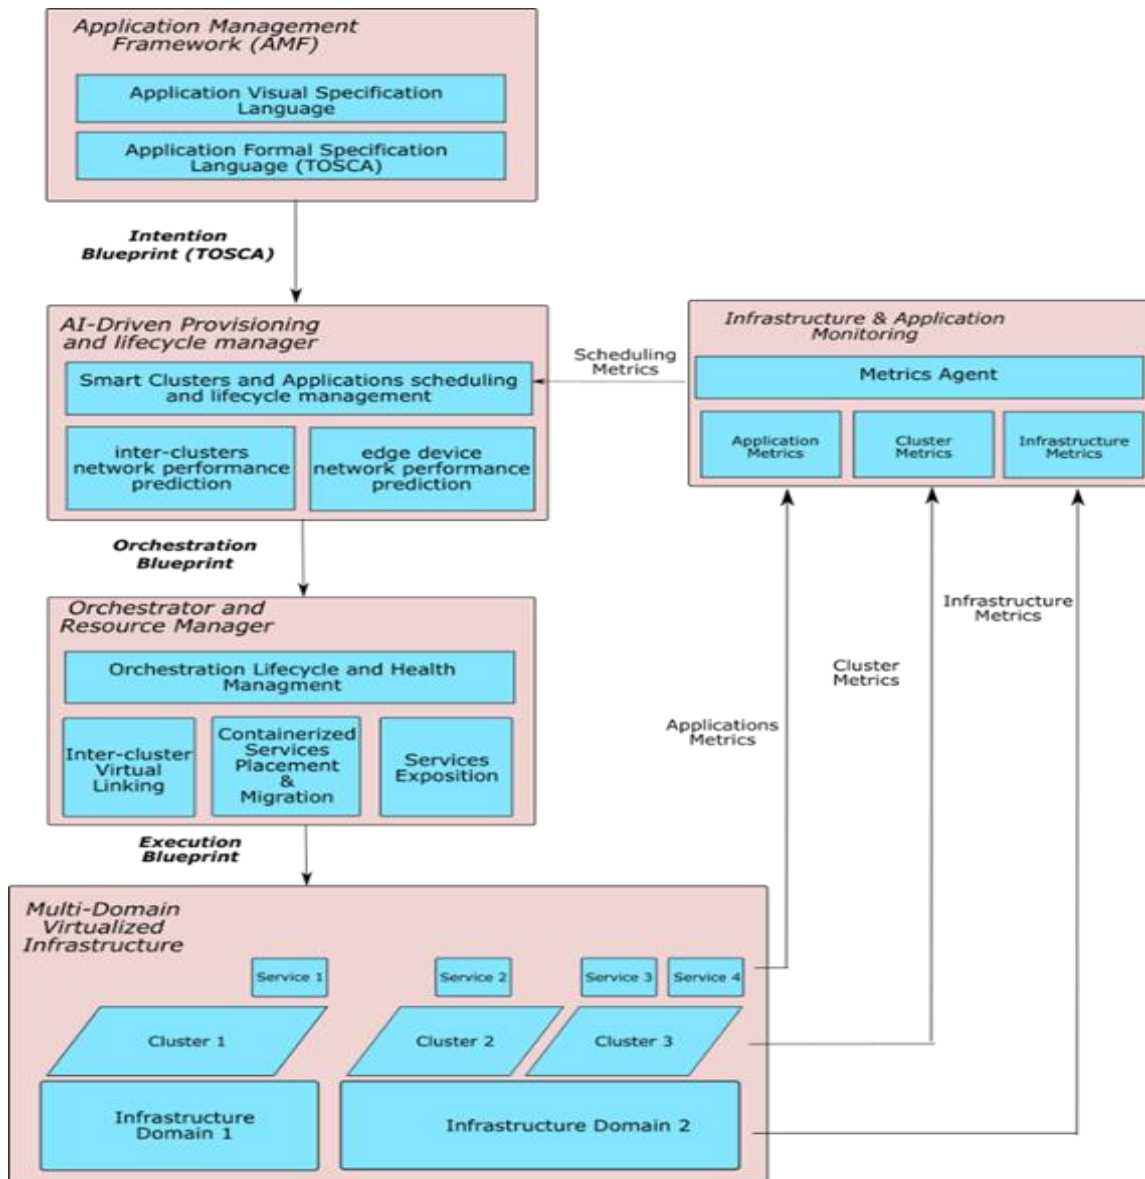 Application Management
Framework (AMF)
Application Visual Specification
Language
Application Formal Specification
Language (TOSCA)
Intention
Blueprint (TOSCA)
AI-Driven Provisioning
and lifecycle manager
Smart Clusters and Applications scheduling
and lifecycle management
inter-clusters
network performance
prediction
edge device
network performance
prediction
Scheduling
Metrics
Infrastructure & Application
Monitoring
Metrics Agent
Application
Metrics
Cluster
Metrics
Infrastructure
Metrics
Orchestration
Blueprint
Orchestrator and
Resource Manager
Orchestration Lifecycle and Health
Managment
Inter-cluster
Virtual
Linking
Containerized
Services
Placement
&
Migration
Services
Exposition
Infrastructure
Metrics
Cluster
Metrics
Applications
Metrics
Execution
Blueprint
Multi-Domain
Virtualized
Infrastructure
Service 1
Service 2
Service 3
Service 4
Cluster 1
Cluster 2
Cluster 3
Infrastructure
Domain 1
Infrastructure Domain 2